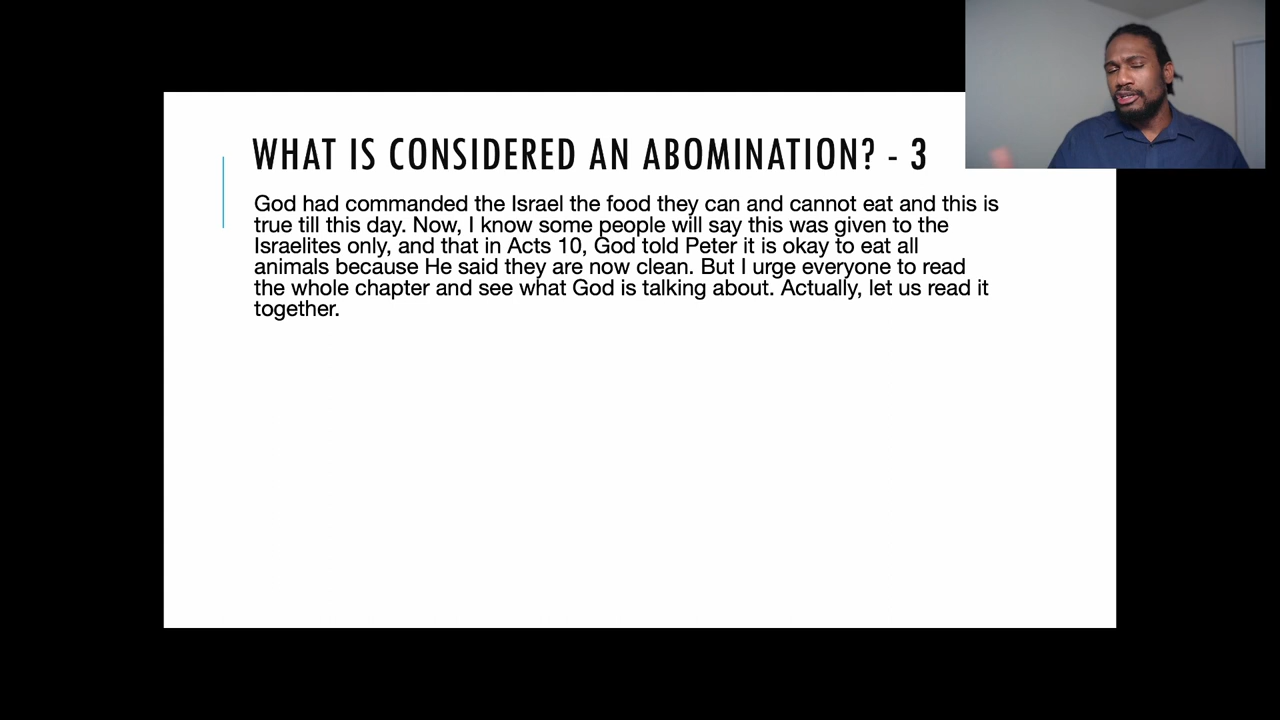 WHAT IS CONSIDERED AN ABOMINATION? - 3
God had commanded the Israel the food they can and cannot eat and this is
true till this day. Now, I know some people will say this was given to the
Israelites only, and that in Acts 10, God told Peter it is okay to eat all
animals because He said they are now clean. But I urge everyone to read
the whole chapter and see what God is talking about. Actually, let us read it
together.